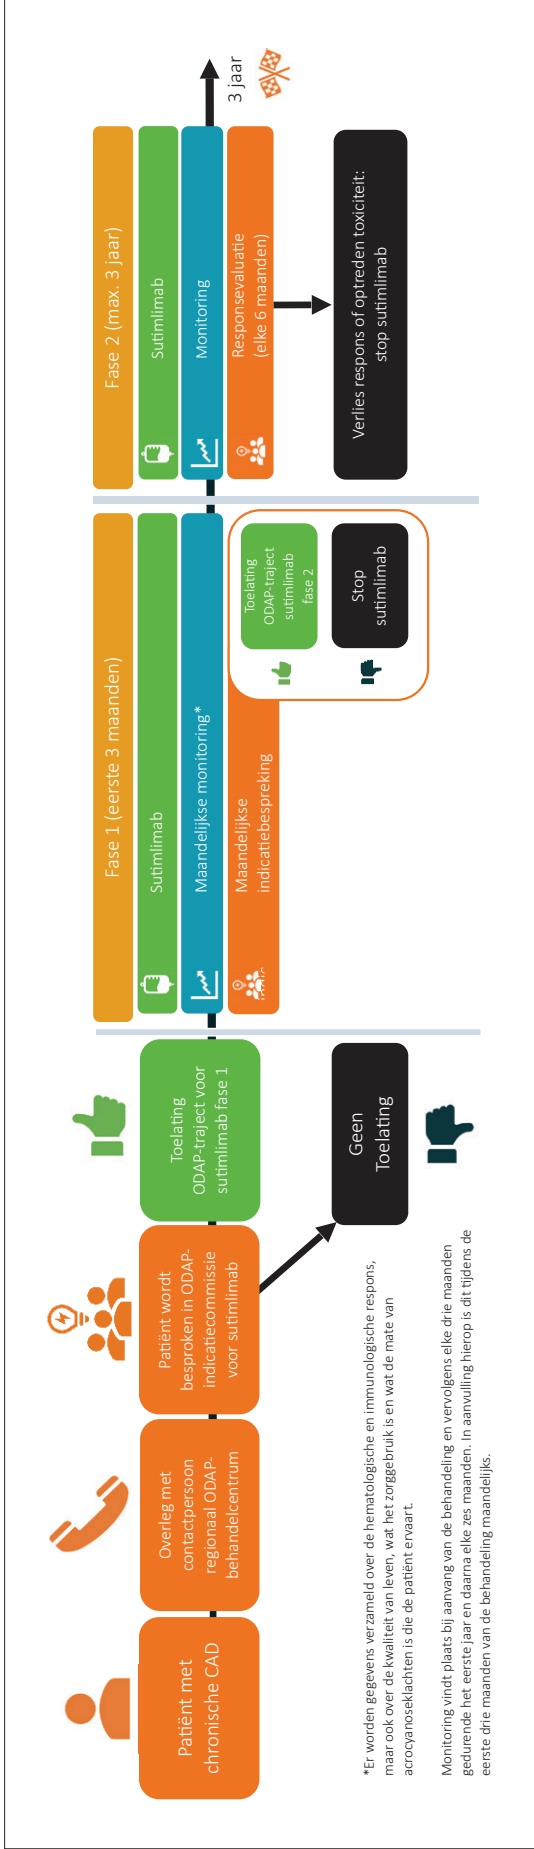 Patiënt met
chronische CAD
Overleg met
contactpersoon
regionaal ODAP-
behandelcentrum
Patiënt wordt
besproken in ODAP-
indicatiecommissie
voor sutimlimab
Toelating
ODAP-traject voor
sutimlimab fase 1
Geen
Toelating
Fase 1 (eerste 3 maanden)
Sutimlimab
Maandelijkse monitoring*
Maandelijkse
indicatiebespreking
Toelating
ODAP-traject
sutimlimab
fase 2
Stop
sutimlimab
Fase 2 (max. 3 jaar)
Sutimlimab
Monitoring
Responsevaluatie
(elke 6 maanden)
Verlies respons of optreden toxiciteit:
stop sutimlimab
3 jaar
*Er worden gegevens verzameld over de hematologische en immunologische respons,
maar ook over de kwaliteit van leven, wat het zorggebruik is en wat de mate van
acrocyanoseklachten is die de patiënt ervaart.
Monitoring vindt plaats bij aanvang van de behandeling en vervolgens elke drie maanden
gedurende het eerste jaar en daarna elke zes maanden. In aanvulling hierop is dit tijdens de
eerste drie maanden van de behandeling maandelijks.